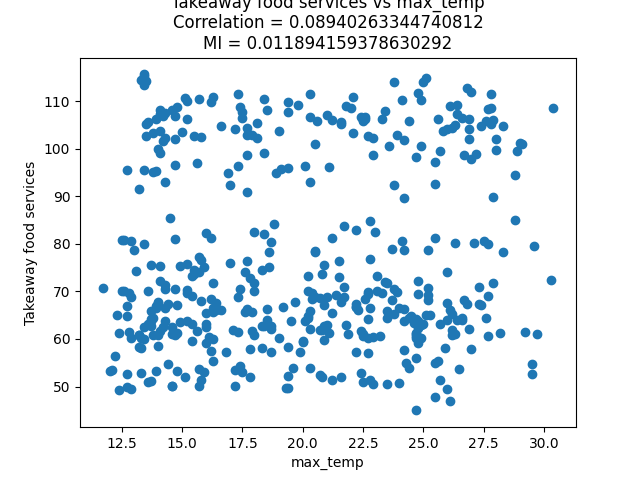 Takeaway food services vs max_temp
Correlation = 0.08940263344740812
MI = 0.011894159378630292
110
100
90
80
70
60
50
Takeaway food services
12.5 15.0 17.5 20.0 22.5 25.0 27.5 30.0
max_temp